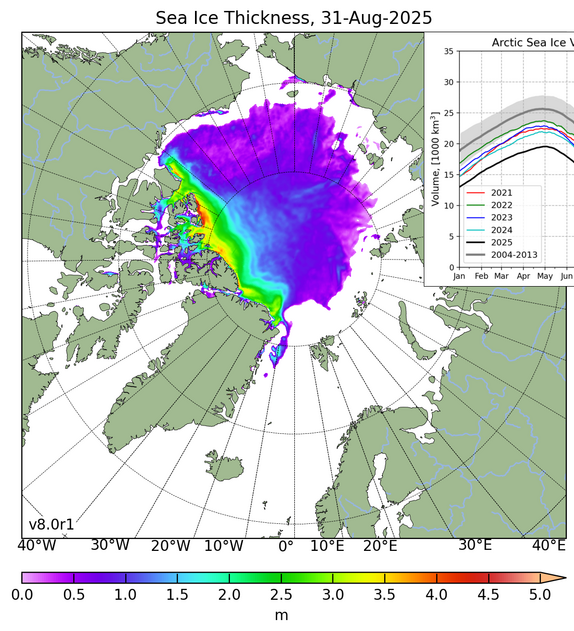 Sea Ice Thickness, 31-Aug-2025
Arctic Sea Ice V
Volume, [1000 km³]
35
30
25
20
15
10
5
0
2021
2022
2023
2024
2025
2004-2013
Jan Feb Mar Apr May Jun
v8.0r1
40°W 30°W 20°W 10°W 0° 10°E 20°E 30°E 40°E
0.0 0.5 1.0 1.5 2.0 2.5 3.0 3.5 4.0 4.5 5.0
m